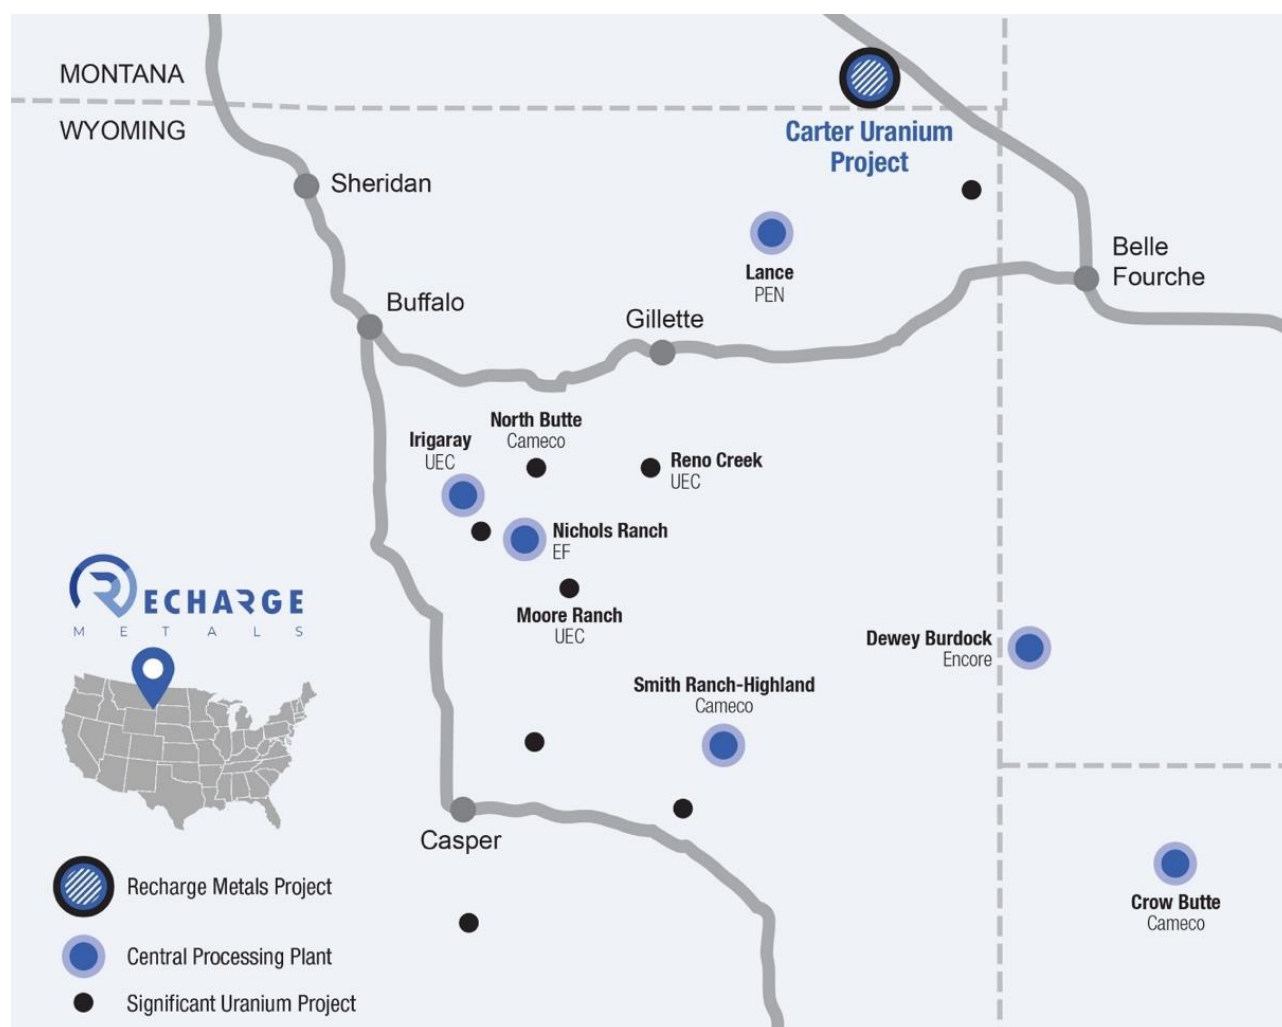 MONTANA
WYOMING
Carter Uranium
Project
Sheridan
Lance
PEN
Belle
Fourche
Buffalo
Gillette
North Butte
Cameco
Irigaray
UEC
Reno Creek
UEC
Nichols Ranch
EF
Moore Ranch
UEC
Dewey Burdock
Encore
Smith Ranch-Highland
Cameco
RECHARGE
METALS
Casper
Crow Butte
Cameco
Recharge Metals Project
Central Processing Plant
Significant Uranium Project